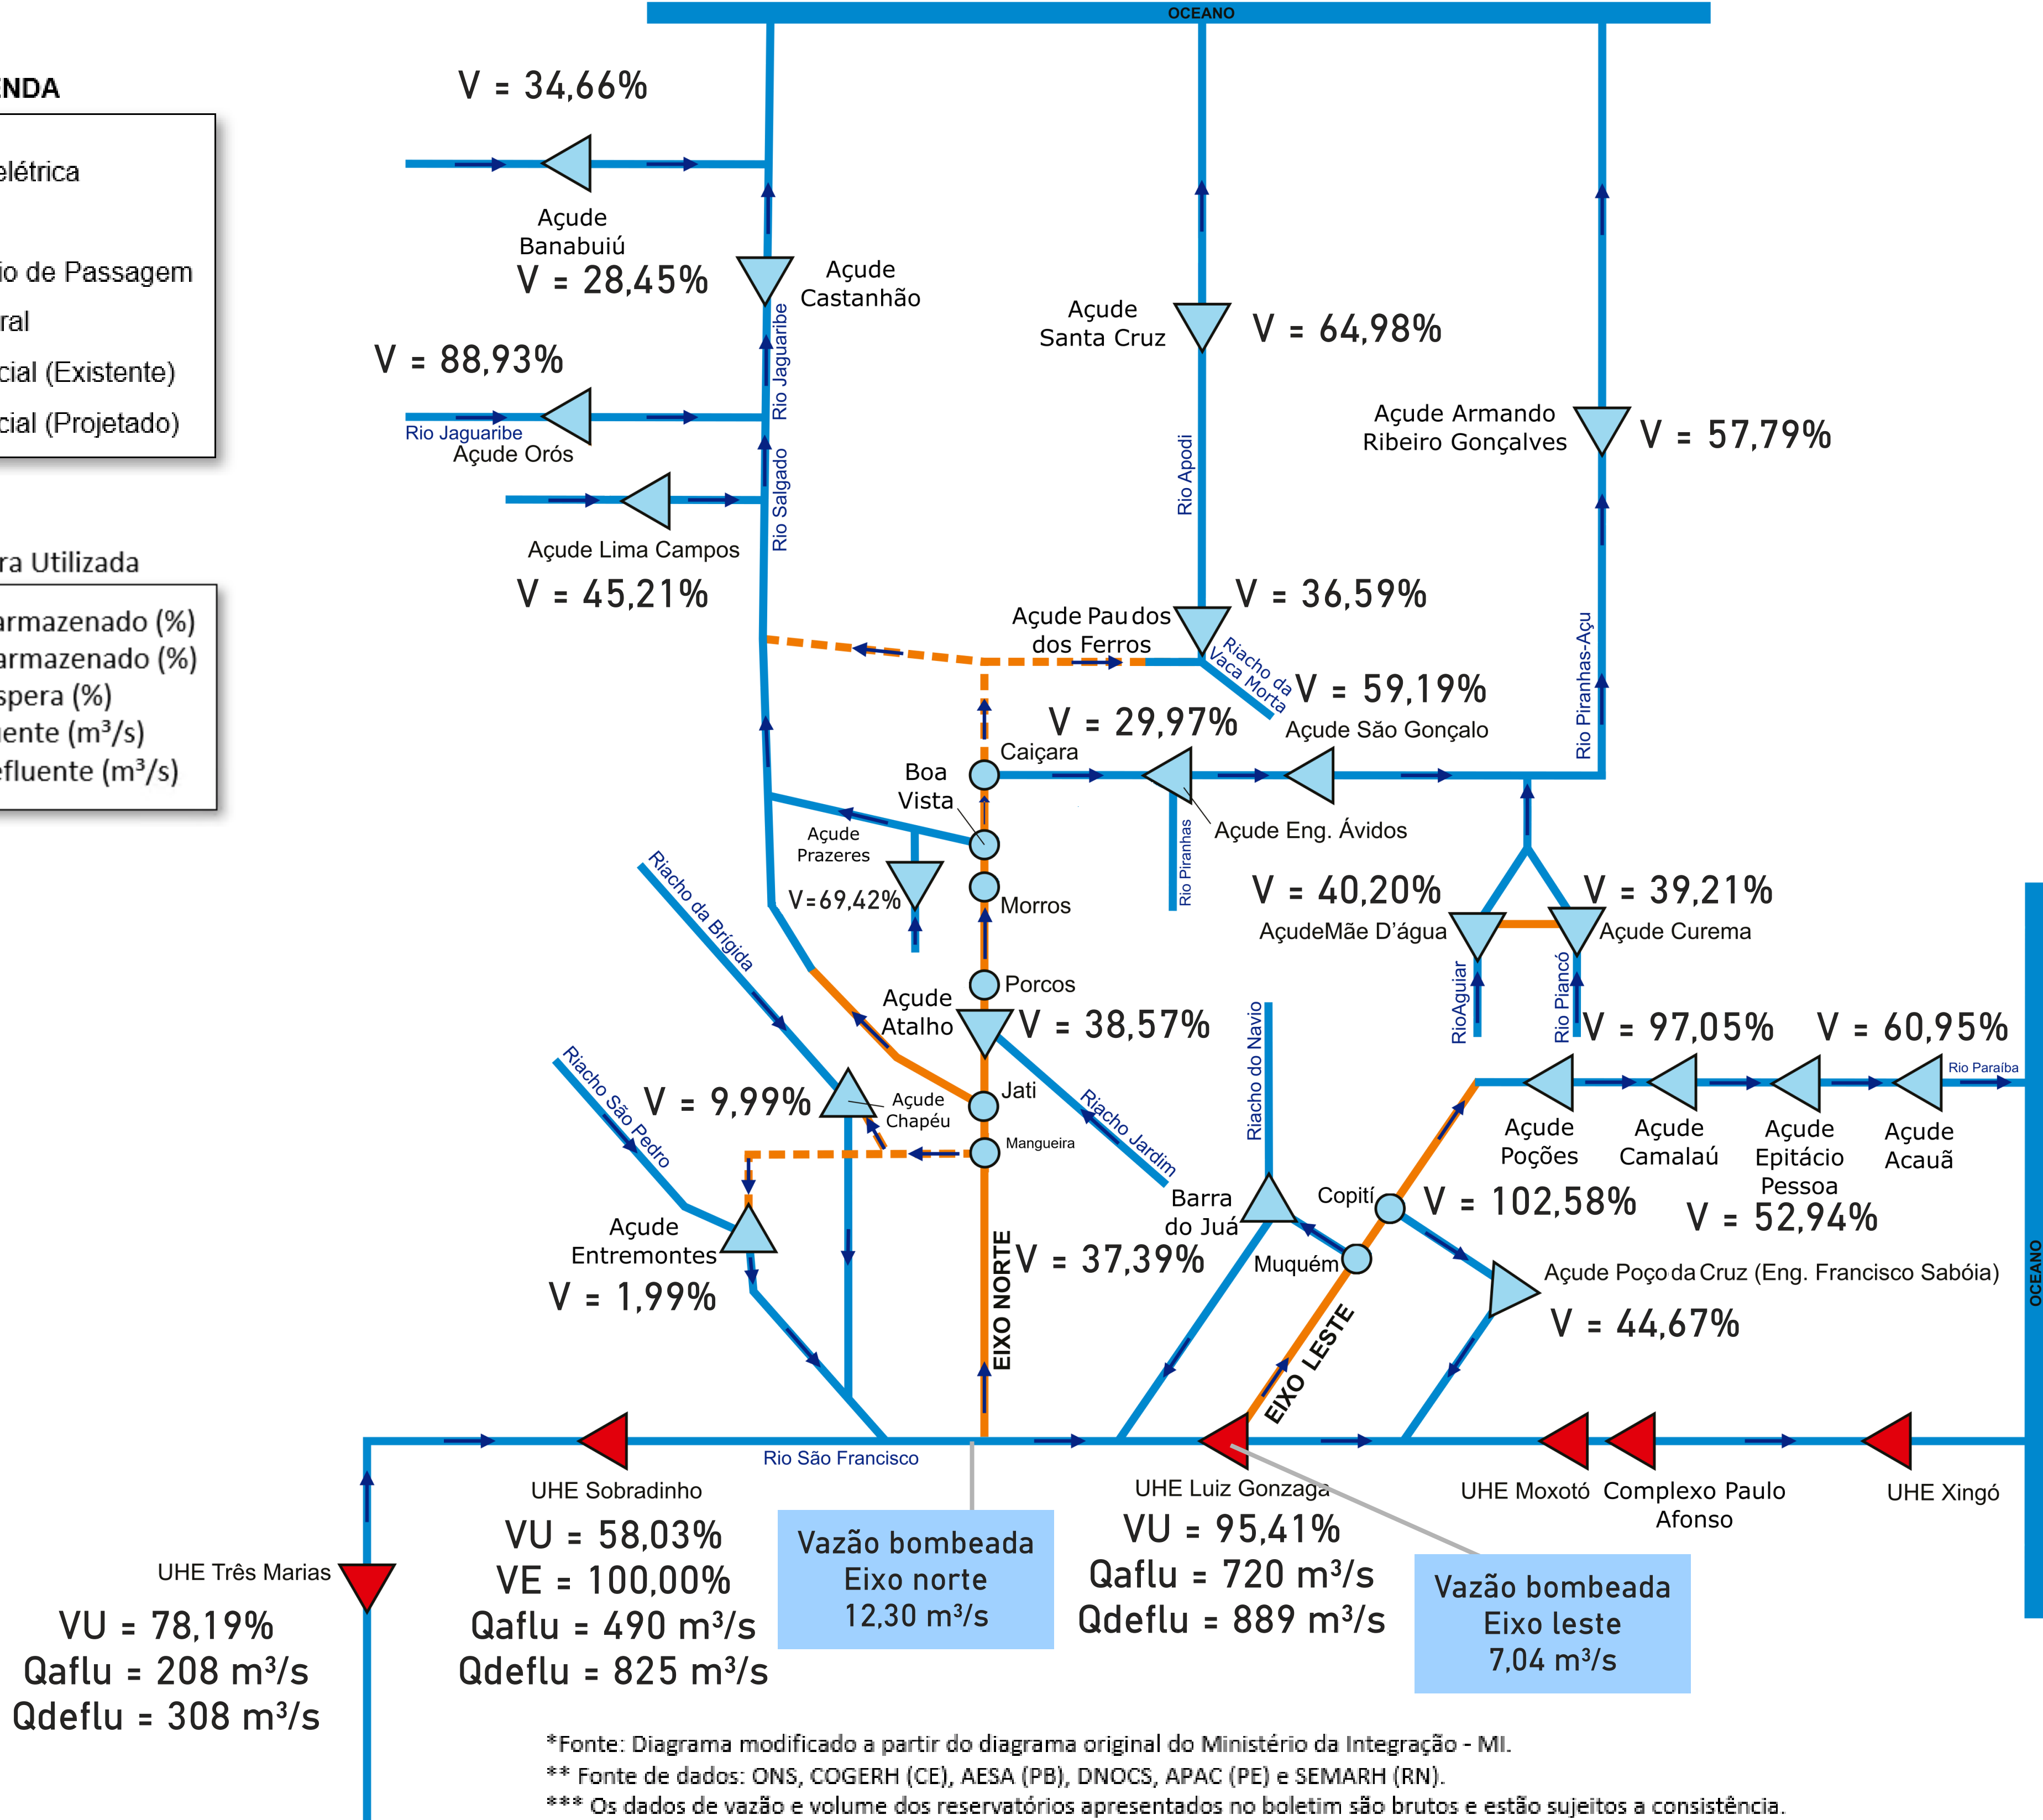 OCEANO
V = 34,66%
ENDA
elétrica
io de Passagem
ral
cial (Existente)
cial (Projetado)
Açude
Banabuiú
V = 28,45%
Açude
Castanhão
Rio Jaguaribe
V = 88,93%
Rio Jaguaribe
Açude Orós
Rio Salgado
Açude Lima Campos
V = 45,21%
Açude
Santa Cruz
V = 64,98%
Rio Apodi
Açude Armando
Ribeiro Gonçalves
V = 57,79%
Rio Piranhas-Açu
ra Utilizada
armazenado (%)
armazenado (%)
spera (%)
uente (m³/s)
efluente (m³/s)
Açude Pau dos
dos Ferros
V = 36,59%
Riacho da
Vaca Morta
V = 59,19%
Açude São Gonçalo
V = 29,97%
Caiçara
Boa
Vista
Açude Eng. Ávidos
Rio Piranhas
Açude
Prazeres
V=69,42%
Morros
V = 40,20%
AçudeMãe D'água
V = 39,21%
Açude Curema
RioAguiar
Rio Piancó
Riacho da Brígida
Porcos
Açude
Atalho
V = 38,57%
Riacho Jardim
Riacho São Pedro
V = 9,99%
Açude
Chapéu
Jati
Mangueira
Riacho do Navio
V = 97,05%
V = 60,95%
Rio Paraíba
Açude
Poções
Açude
Camalaú
Açude
Epitácio
Pessoa
Açude
Acauã
V = 102,58%
V = 52,94%
Açude
Entremontes
V = 1,99%
EIXO NORTE
V = 37,39%
Barra
do Juá
Copití
Muquém
EIXO LESTE
Açude Poço da Cruz (Eng. Francisco Sabóia)
V = 44,67%
OCEANO
Rio São Francisco
UHE Sobradinho
VU = 58,03%
VE = 100,00%
Qaflu = 490 m³/s
Qdeflu = 825 m³/s
Vazão bombeada
Eixo norte
12,30 m³/s
UHE Luiz Gonzaga
VU = 95,41%
Qaflu = 720 m³/s
Qdeflu = 889 m³/s
Vazão bombeada
Eixo leste
7,04 m³/s
UHE Moxotó
Complexo Paulo
Afonso
UHE Xingó
UHE Três Marias
VU = 78,19%
Qaflu = 208 m³/s
Qdeflu = 308 m³/s
*Fonte: Diagrama modificado a partir do diagrama original do Ministério da Integração - MI.
** Fonte de dados: ONS, COGERH (CE), AESA (PB), DNOCS, APAC (PE) e SEMARH (RN).
*** Os dados de vazão e volume dos reservatórios apresentados no boletim são brutos e estão sujeitos a consistência.